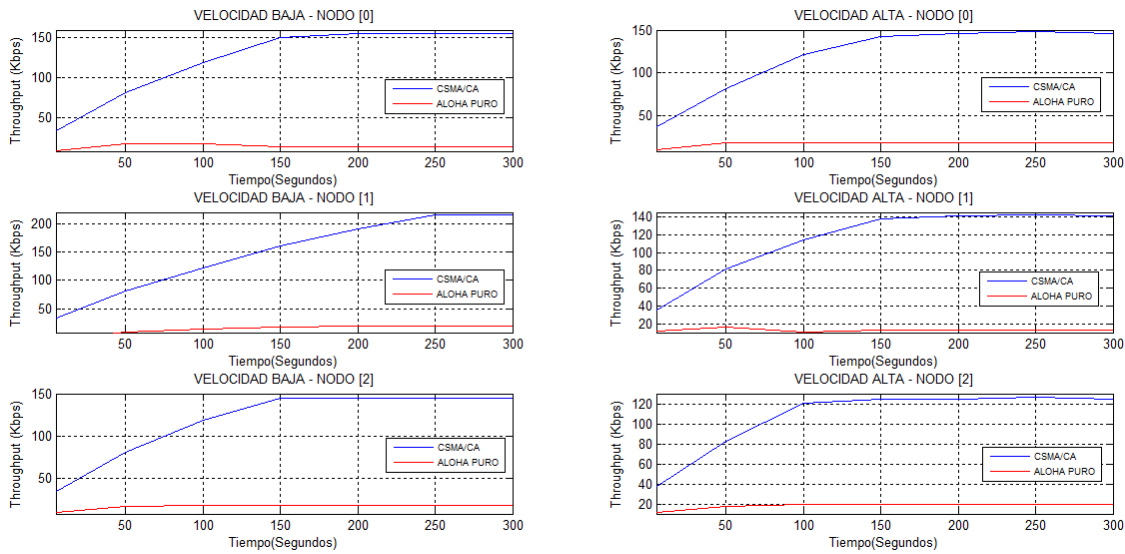 VELOCIDAD BAJA - NODO [0]
Throughput (Kbps)
150
100
50
CSMA/CA
ALOHA PURO
50 100 150 200 250 300
Tiempo(Segundos)
VELOCIDAD ALTA - NODO [0]
Throughput (Kbps)
150
100
50
CSMA/CA
ALOHA PURO
50 100 150 200 250 300
Tiempo(Segundos)
VELOCIDAD BAJA - NODO [1]
Throughput (Kbps)
200
150
100
50
CSMA/CA
ALOHA PURO
50 100 150 200 250 300
Tiempo(Segundos)
VELOCIDAD ALTA - NODO [1]
Throughput (Kbps)
140
120
100
80
60
40
20
CSMA/CA
ALOHA PURO
50 100 150 200 250 300
Tiempo(Segundos)
VELOCIDAD BAJA - NODO [2]
Throughput (Kbps)
150
100
50
CSMA/CA
ALOHA PURO
50 100 150 200 250 300
Tiempo(Segundos)
VELOCIDAD ALTA - NODO [2]
Throughput (Kbps)
120
100
80
60
40
20
CSMA/CA
ALOHA PURO
50 100 150 200 250 300
Tiempo(Segundos)